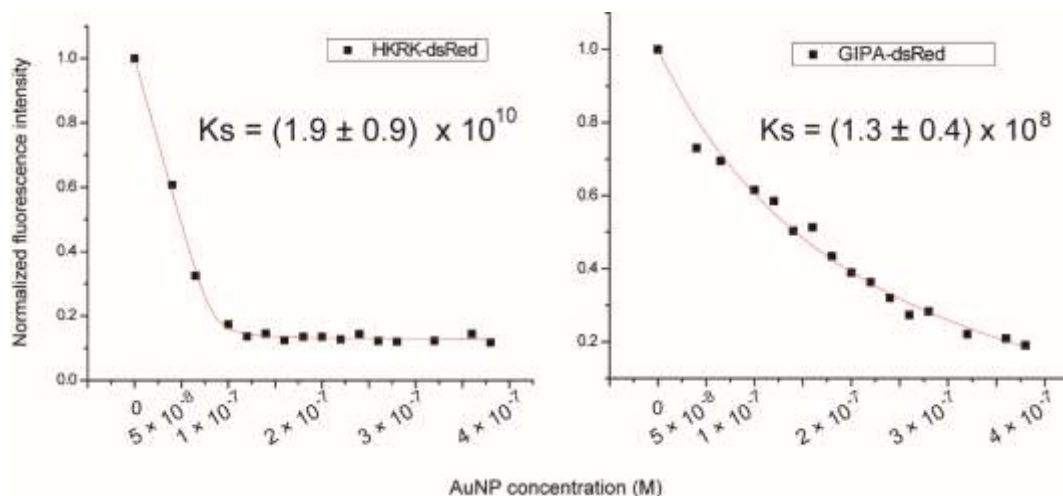 HKRK-dsRed
GIPA-dsRed
Ks = (1.9 ± 0.9) x 10^10
Ks = (1.3 ± 0.4) x 10^8
Normalized fluorescence intensity
1.0
0.8
0.6
0.4
0.2
0.0
1.0
0.8
0.6
0.4
0.2
0
5 × 10^-8
1 × 10^-7
2 × 10^-7
3 × 10^-7
4 × 10^-7
0
5 × 10^-8
1 × 10^-7
2 × 10^-7
3 × 10^-7
4 × 10^-7
AuNP concentration (M)